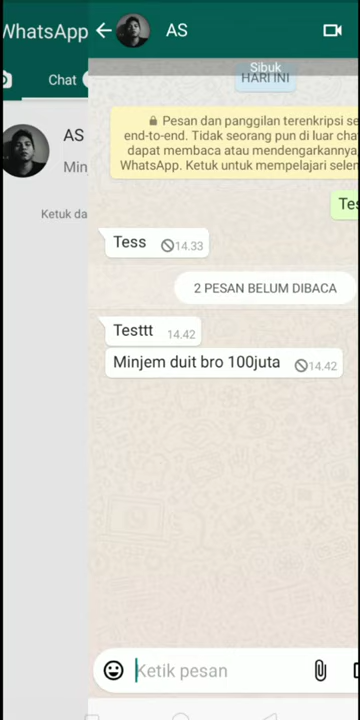 WhatsApp
AS
Chat
Sibuk
HARI INI
AS
Min
Ketuk da
Pesan dan panggilan terenkripsi se
end-to-end. Tidak seorang pun di luar cha
dapat membaca atau mendengarkannya,
WhatsApp. Ketuk untuk mempelajari selen
Tes
Tess 14.33
2 PESAN BELUM DIBACA
Testtt 14.42
Minjem duit bro 100juta 14.42
Ketik pesan